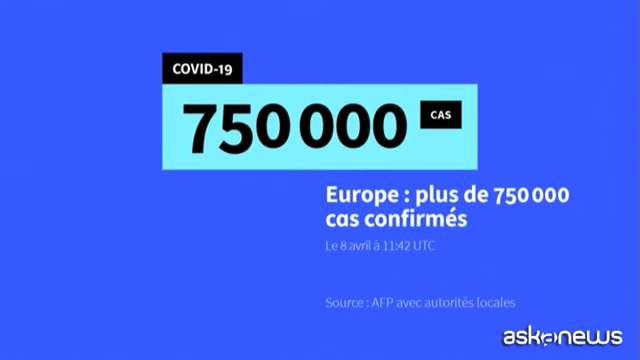 COVID-19
750 000
CAS
Europe : plus de 750 000
cas confirmés
Le 8 avril à 11:42 UTC
Source : AFP avec autorités locales
askanews